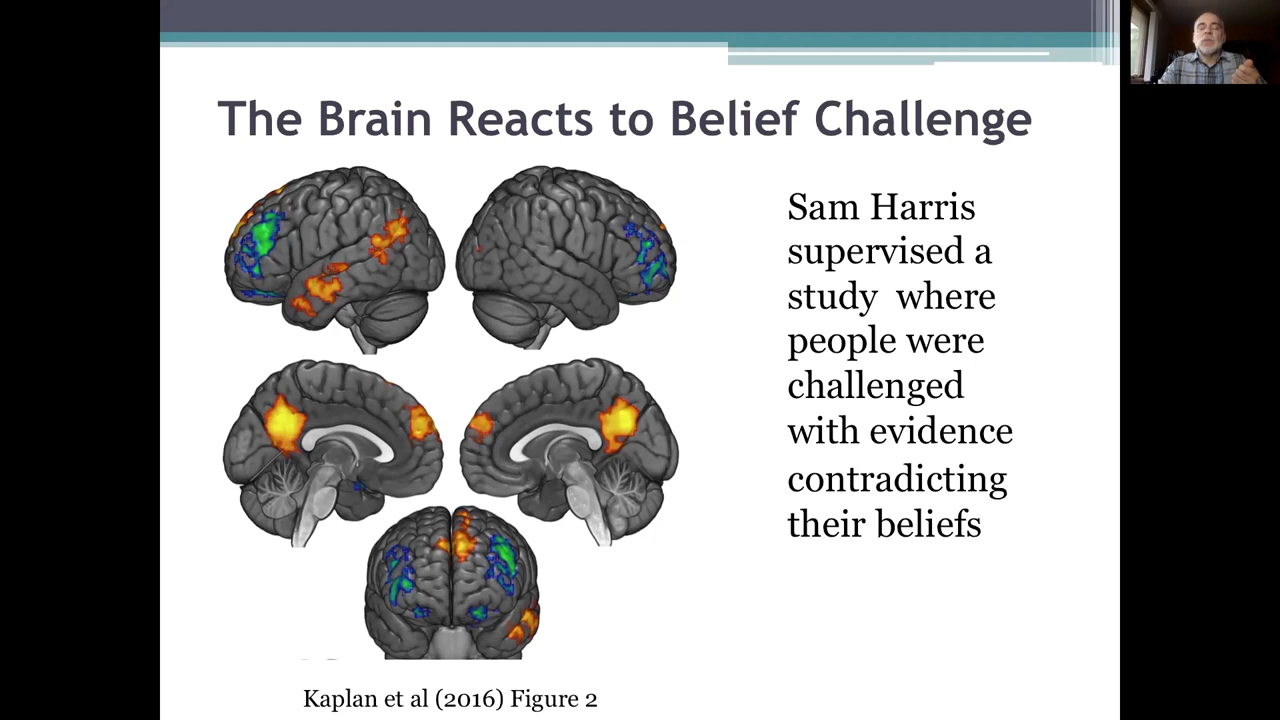 The Brain Reacts to Belief Challenge
Sam Harris
supervised a
study  where
people were
challenged
with evidence
contradicting
their beliefs
Kaplan et al (2016) Figure 2